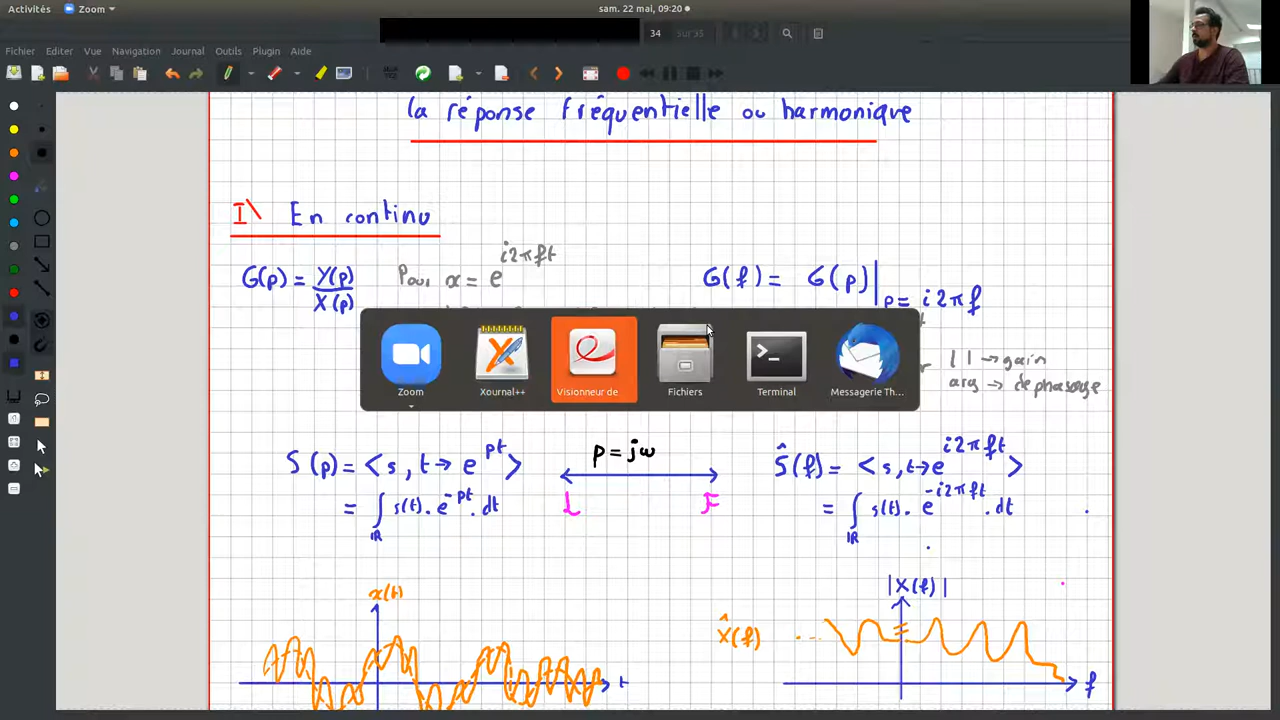 Activités
Zoom
sam. 22 mai, 09:20
34 sur 35
Fichier Editer Vue Navigation Journal Outils Plugin Aide
la réponse fréquentielle ou harmonique
I\ En continu
G(p) = Y(p) / X(p)
Pour x = e^{i2πft}
G(f) = G(p)|_{p = i2πf}
| | → gain
arg → déphasage
Zoom
Xournal++
Visionneur de
Fichiers
Terminal
Messagerie Th...
S(p) = <s, t → e^{pt}>
= ∫_{IR} s(t). e^{-pt}. dt
p = jω
L F
Ŝ(f) = <s, t → e^{i2πft}>
= ∫_{IR} s(t). e^{-i2πft}. dt
x(t)
t
|X(f)|
X̂(f)
f